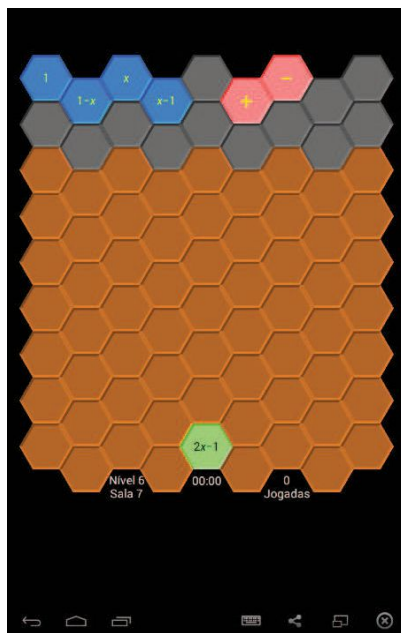 1
1-x
x
x-1
+
-
2x-1
Nível 6
Sala 7
00:00
0
Jogadas